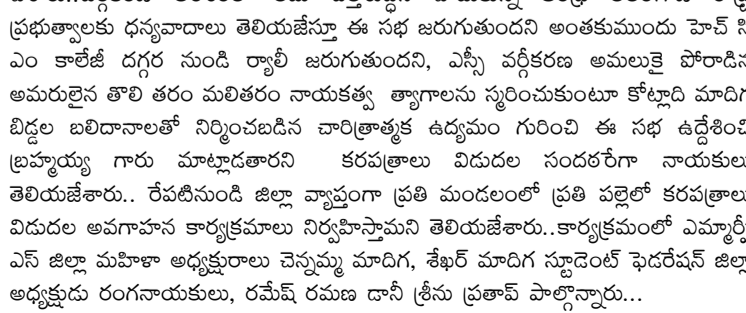 ప్రభుత్వాలకు ధన్యవాదాలు తెలియజేస్తూ ఈ సభ జరుగుతుందని అంతకుముందు హెచ్ సి
ఎం కాలేజీ దగ్గర నుండి ర్యాలీ జరుగుతుందని, ఎస్సీ వర్గీకరణ అమలుకై పోరాడిన
అమరులైన తొలి తరం మలితరం నాయకత్వ త్యాగాలను స్మరించుకుంటూ కోట్లాది మాదిగ
బిడ్డల బలిదానాలతో నిర్మించబడిన చారిత్రాత్మక ఉద్యమం గురించి ఈ సభ ఉద్దేశించి
బ్రహ్మయ్య గారు మాట్లాడతారని కరపత్రాలు విడుదల సందఠరేగా నాయకులు
తెలియజేశారు.. రేపటినుండి జిల్లా వ్యాప్తంగా ప్రతి మండలంలో ప్రతి పల్లెలో కరపత్రాలు
విడుదల అవగాహన కార్యక్రమాలు నిర్వహిస్తామని తెలియజేశారు..కార్యక్రమంలో ఎమ్మార్పీ
ఎస్ జిల్లా మహిళా అధ్యక్షురాలు చెన్నమ్మ మాదిగ, శేఖర్ మాదిగ స్టూడెంట్ ఫెడరేషన్ జిల్లా
అధ్యక్షుడు రంగనాయకులు, రమేష్ రమణ డానీ శ్రీను ప్రతాప్ పాల్గొన్నారు...